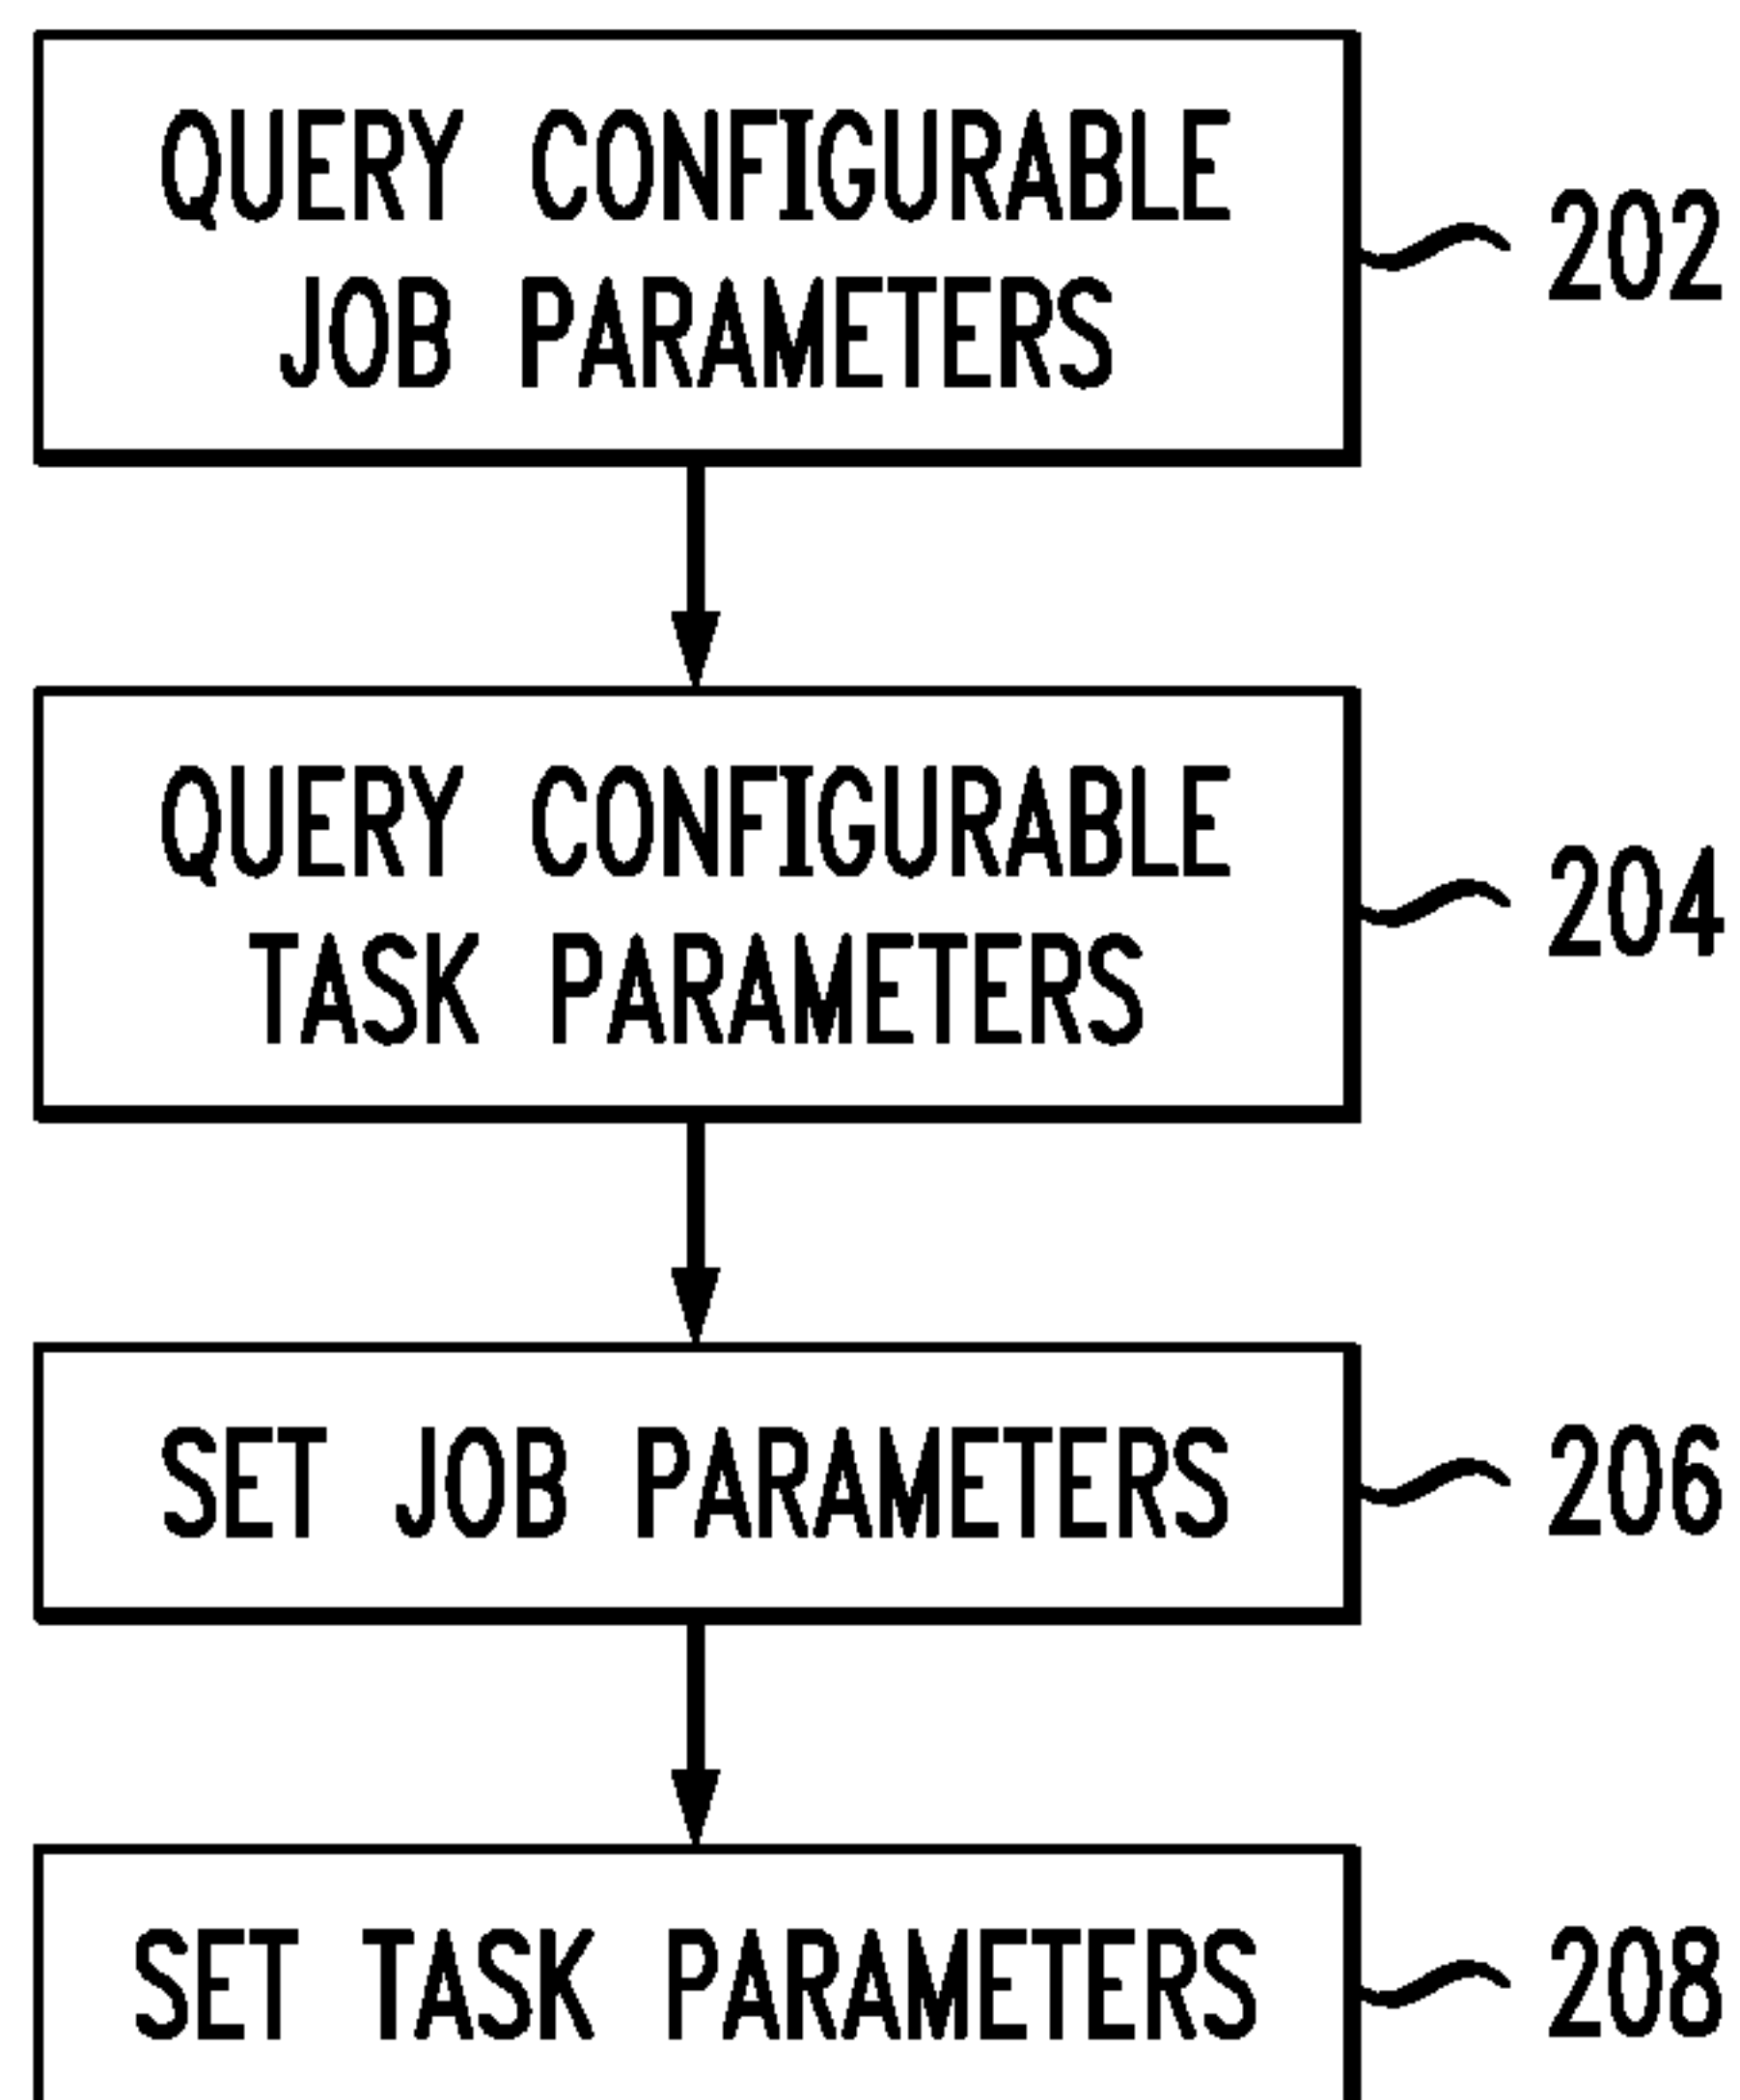 QUERY CONFIGURABLE
JOB PARAMETERS
202
QUERY CONFIGURABLE
TASK PARAMETERS
204
SET JOB PARAMETERS
206
SET TASK PARAMETERS
208